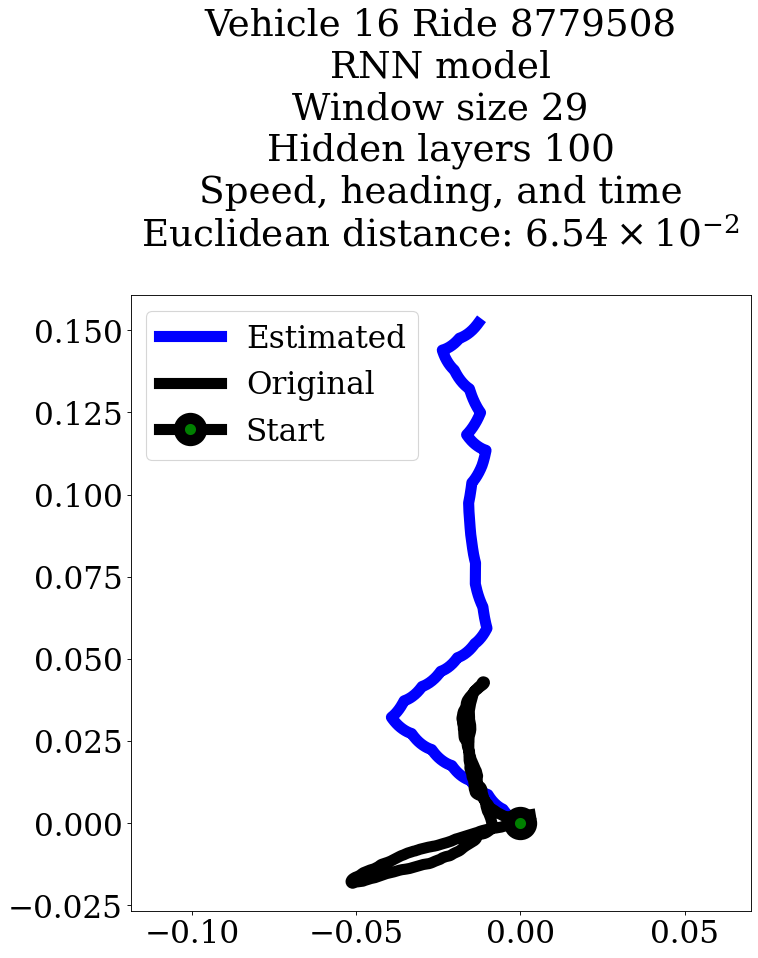 Vehicle 16 Ride 8779508
RNN model
Window size 29
Hidden layers 100
Speed, heading, and time
Euclidean distance: 6.54 × 10⁻²
Estimated
Original
Start
0.150
0.125
0.100
0.075
0.050
0.025
0.000
−0.025
−0.10
−0.05
0.00
0.05